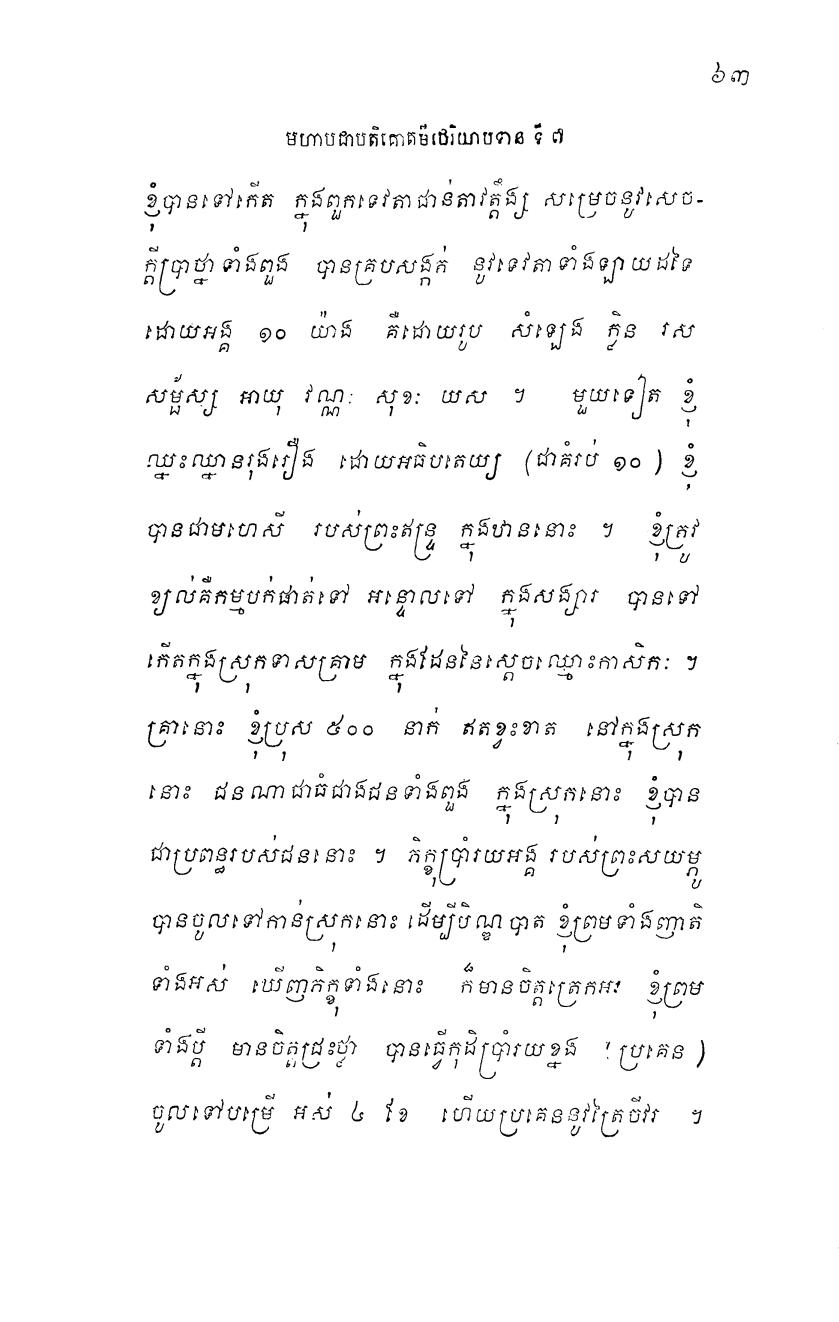 ៦៣
មហាបជាបតិគោតមីថេរិយាបទាន ទី ៧
ខ្ញុំបានទៅកើត ក្នុងពួកទេវតាជាន់តាវត្តឹង្ស សម្រេចនូវសេច-
ក្តីប្រាថ្នាទាំងពួង បានគ្របសង្កត់ នូវទេវតាទាំងឡាយដទៃ
ដោយអង្គ ១០ យ៉ាង គឺដោយរូប សំឡេង ក្លិន រស
សម្ផ័ស្ស អាយុ វណ្ណៈ សុខៈ យស ។ មួយទៀត ខ្ញុំ
ឈ្នះឈ្នានរុងរឿង ដោយអធិបតេយ្យ (ជាគំរប់ ១០ ) ខ្ញុំ
បានជាមហេសី របស់ព្រះឥន្ទ្រ ក្នុងឋាននោះ ។ ខ្ញុំត្រូវ
ខ្យល់គឺកម្មបក់ផាត់ទៅ អន្ទោលទៅ ក្នុងសង្សារ បានទៅ
កើតក្នុងស្រុកទាសគ្រាម ក្នុងដែននៃស្តេចឈ្មោះកាសិកៈ ។
គ្រានោះ ខ្ញុំប្រុស ៥០០ នាក់ ឥតខ្វះខាត នៅក្នុងស្រុក
នោះ ជនណាជាធំជាងជនទាំងពួង ក្នុងស្រុកនោះ ខ្ញុំបាន
ជាប្រពន្ធរបស់ជននោះ ។ ភិក្ខុប្រាំរយអង្គ របស់ព្រះសយម្ភូ
បានចូលទៅកាន់ស្រុកនោះ ដើម្បីបិណ្ឌបាត ខ្ញុំព្រមទាំងញាតិ
ទាំងអស់ ឃើញភិក្ខុទាំងនោះ ក៏មានចិត្តត្រេកអរ ខ្ញុំព្រម
ទាំងប្តី មានចិត្តជ្រះថ្លា បានធ្វើកុដិប្រាំរយខ្នង (ប្រគេន)
ចូលទៅបម្រើ អស់ ៤ ខែ ហើយប្រគេននូវត្រៃចីវរ ។